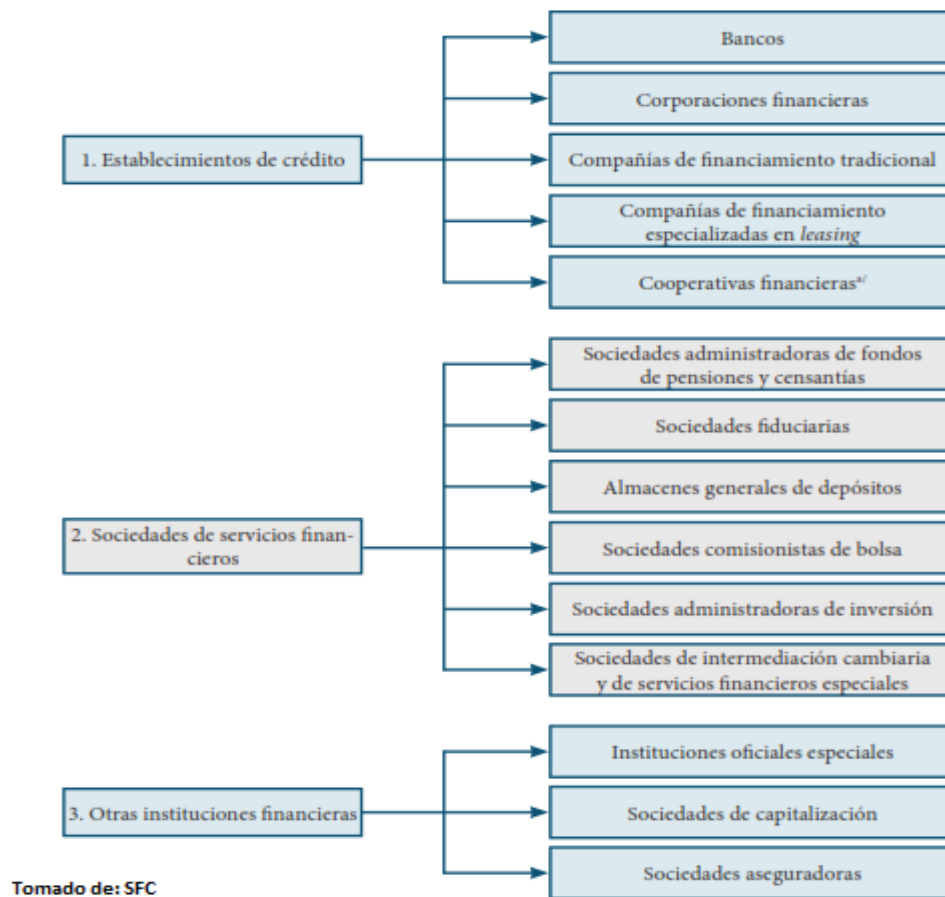 Bancos
Corporaciones financieras
1. Establecimientos de crédito
Compañías de financiamiento tradicional
Compañías de financiamiento
especializadas en leasing
Cooperativas financierasᵃ/
Sociedades administradoras de fondos
de pensiones y censantías
Sociedades fiduciarias
Almacenes generales de depósitos
2. Sociedades de servicios finan-
cieros
Sociedades comisionistas de bolsa
Sociedades administradoras de inversión
Sociedades de intermediación cambiaria
y de servicios financieros especiales
Instituciones oficiales especiales
3. Otras instituciones financieras
Sociedades de capitalización
Sociedades aseguradoras
Tomado de: SFC